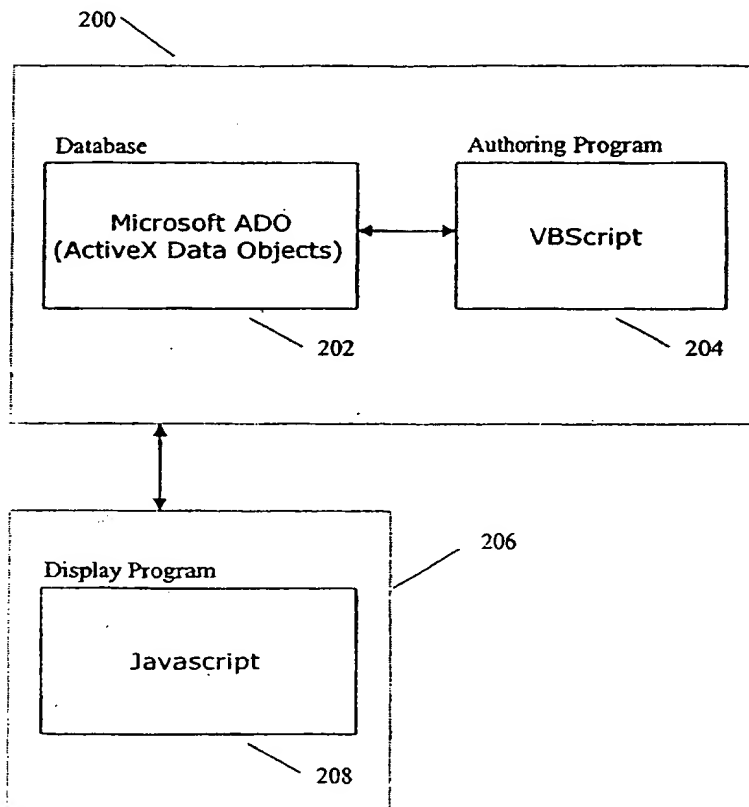 200
Database
Authoring Program
Microsoft ADO
(ActiveX Data Objects)
VBScript
202
204
206
Display Program
Javascript
208